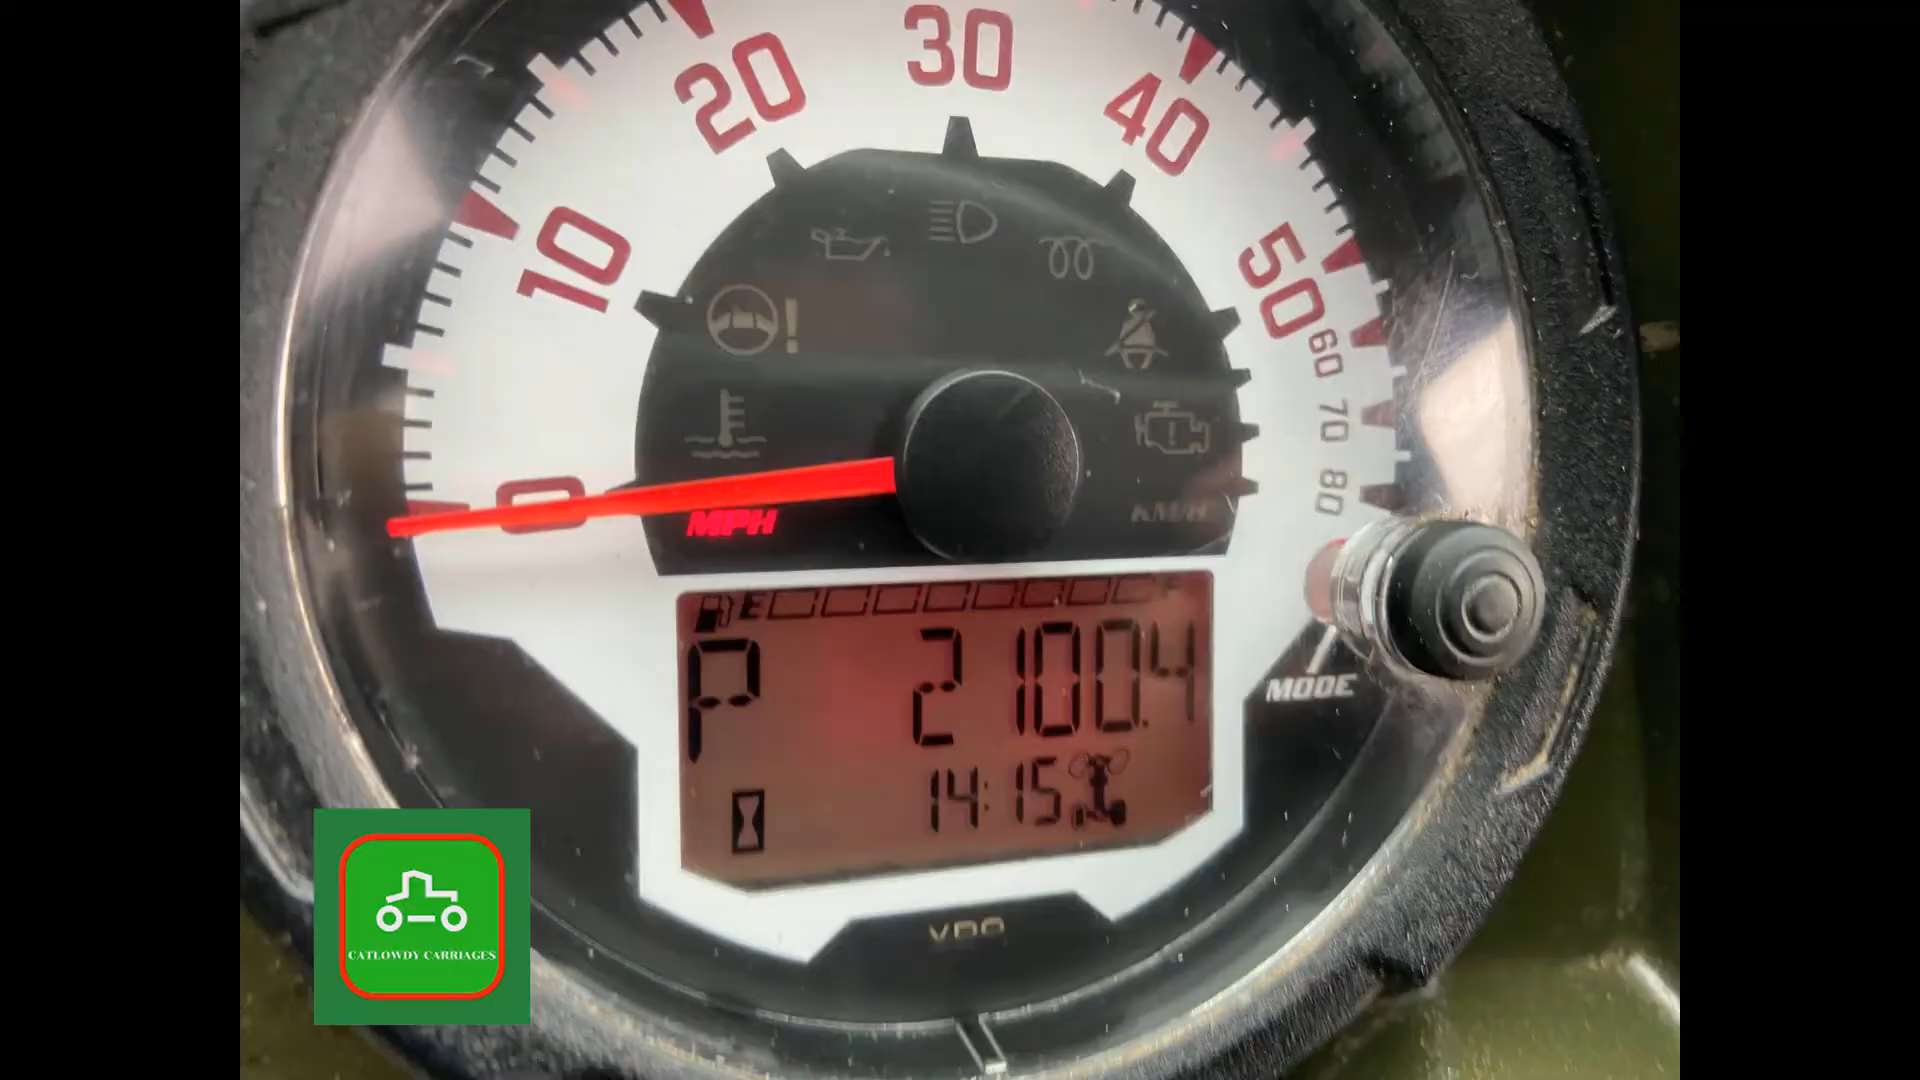 20 30 40
10 50
60
70
80
0
!
MPH KM/H
E F
P 2100.4
14:15
MODE
VDO
CATLOWDY CARRIAGES